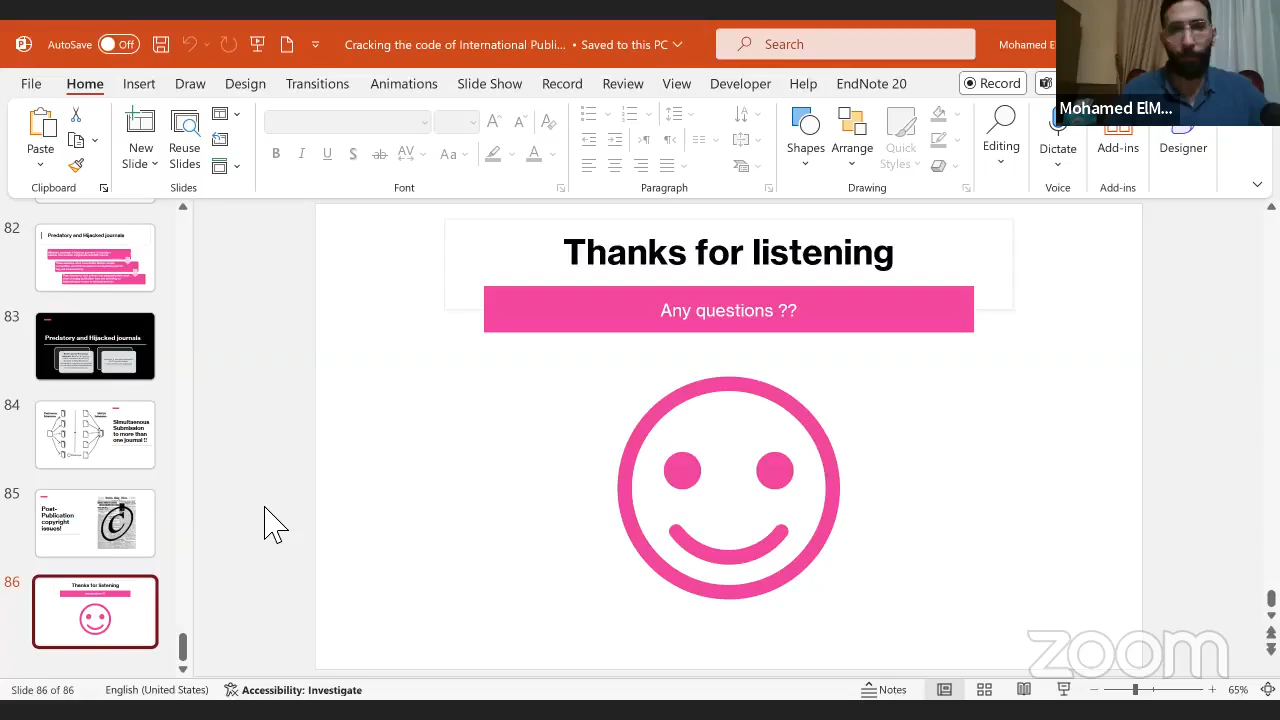 AutoSave Off Cracking the code of International Publi... • Saved to this PC Search Mohamed El
File Home Insert Draw Design Transitions Animations Slide Show Record Review View Developer Help EndNote 20 Record
Mohamed ElM...
Paste New Slide Reuse Slides Shapes Arrange Quick Styles Editing Dictate Add-ins Designer
Clipboard Slides Font Paragraph Drawing Voice Add-ins
82
Predatory and Hijacked journals
83
Predatory and Hijacked journals
84
Simultaenous
Submission
to more than
one journal !!
85
Post-
Publication
copyright
issues!
86
Thanks for listening
Thanks for listening
Any questions ??
zoom
Slide 86 of 86 English (United States) Accessibility: Investigate Notes 65%